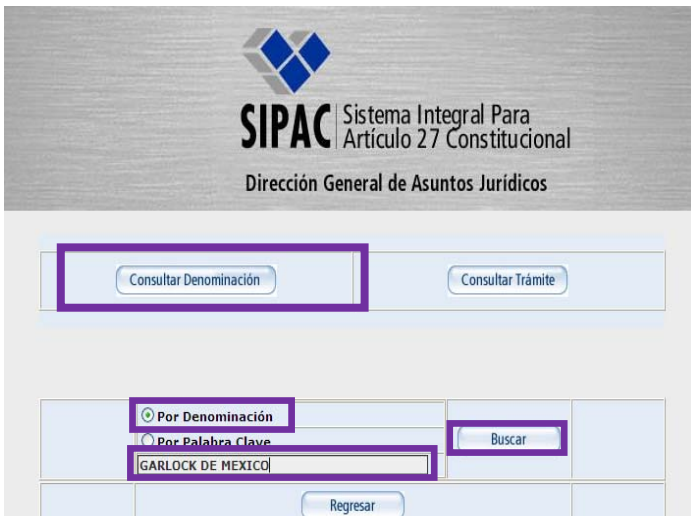 SIPAC Sistema Integral Para
Artículo 27 Constitucional
Dirección General de Asuntos Jurídicos
Consultar Denominación Consultar Trámite
Por Denominación
Por Palabra Clave Buscar
GARLOCK DE MEXICO
Regresar